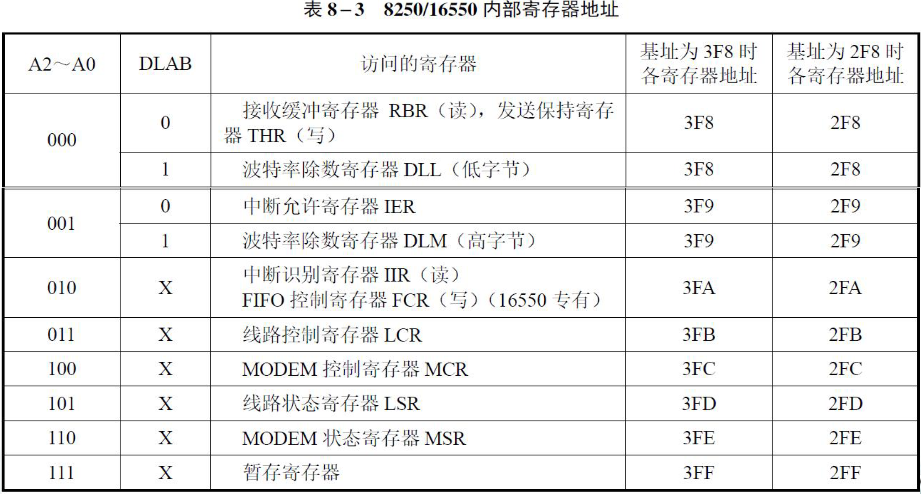 表 8-3 8250/16550 内部寄存器地址
A2～A0 DLAB 访问的寄存器 基址为 3F8 时 各寄存器地址 基址为 2F8 时 各寄存器地址
000 0 接收缓冲寄存器 RBR（读），发送保持寄存
器 THR（写） 3F8 2F8
1 波特率除数寄存器 DLL（低字节） 3F8 2F8
001 0 中断允许寄存器 IER 3F9 2F9
1 波特率除数寄存器 DLM（高字节） 3F9 2F9
010 X 中断识别寄存器 IIR（读）
FIFO 控制寄存器 FCR（写）（16550 专有） 3FA 2FA
011 X 线路控制寄存器 LCR 3FB 2FB
100 X MODEM 控制寄存器 MCR 3FC 2FC
101 X 线路状态寄存器 LSR 3FD 2FD
110 X MODEM 状态寄存器 MSR 3FE 2FE
111 X 暂存寄存器 3FF 2FF